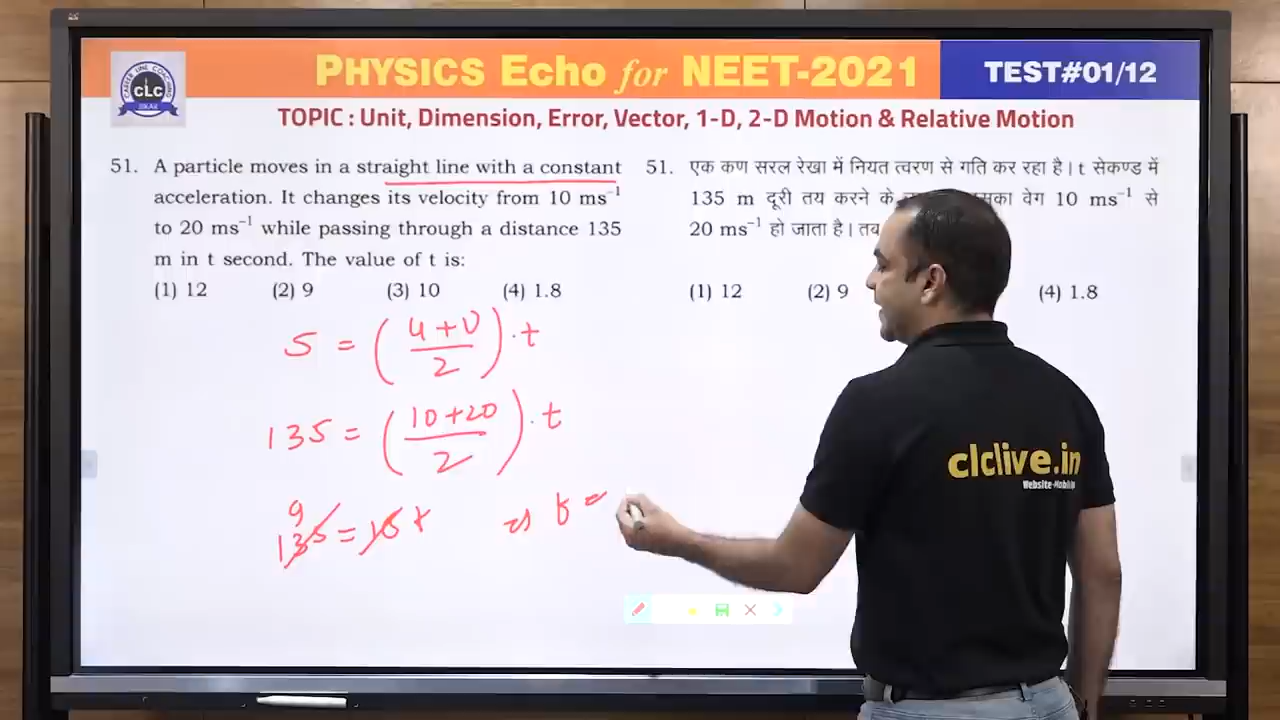 PHYSICS Echo for NEET-2021
TEST#01/12
CAREER LINE COACHING
CLC
SIKAR
TOPIC : Unit, Dimension, Error, Vector, 1-D, 2-D Motion & Relative Motion
51. A particle moves in a straight line with a constant
acceleration. It changes its velocity from 10 ms⁻¹
to 20 ms⁻¹ while passing through a distance 135
m in t second. The value of t is:
(1) 12 (2) 9 (3) 10 (4) 1.8
51. एक कण सरल रेखा में नियत त्वरण से गति कर रहा है। t सेकण्ड में
135 m दूरी तय करने के वेग 10 ms⁻¹ से
20 ms⁻¹ हो जाता है। तब
(1) 12 (2) 9 (4) 1.8
S = (u+v/2).t
135 = (10+20/2).t
9
135 = 15 t ⇒ t =
clclive.in